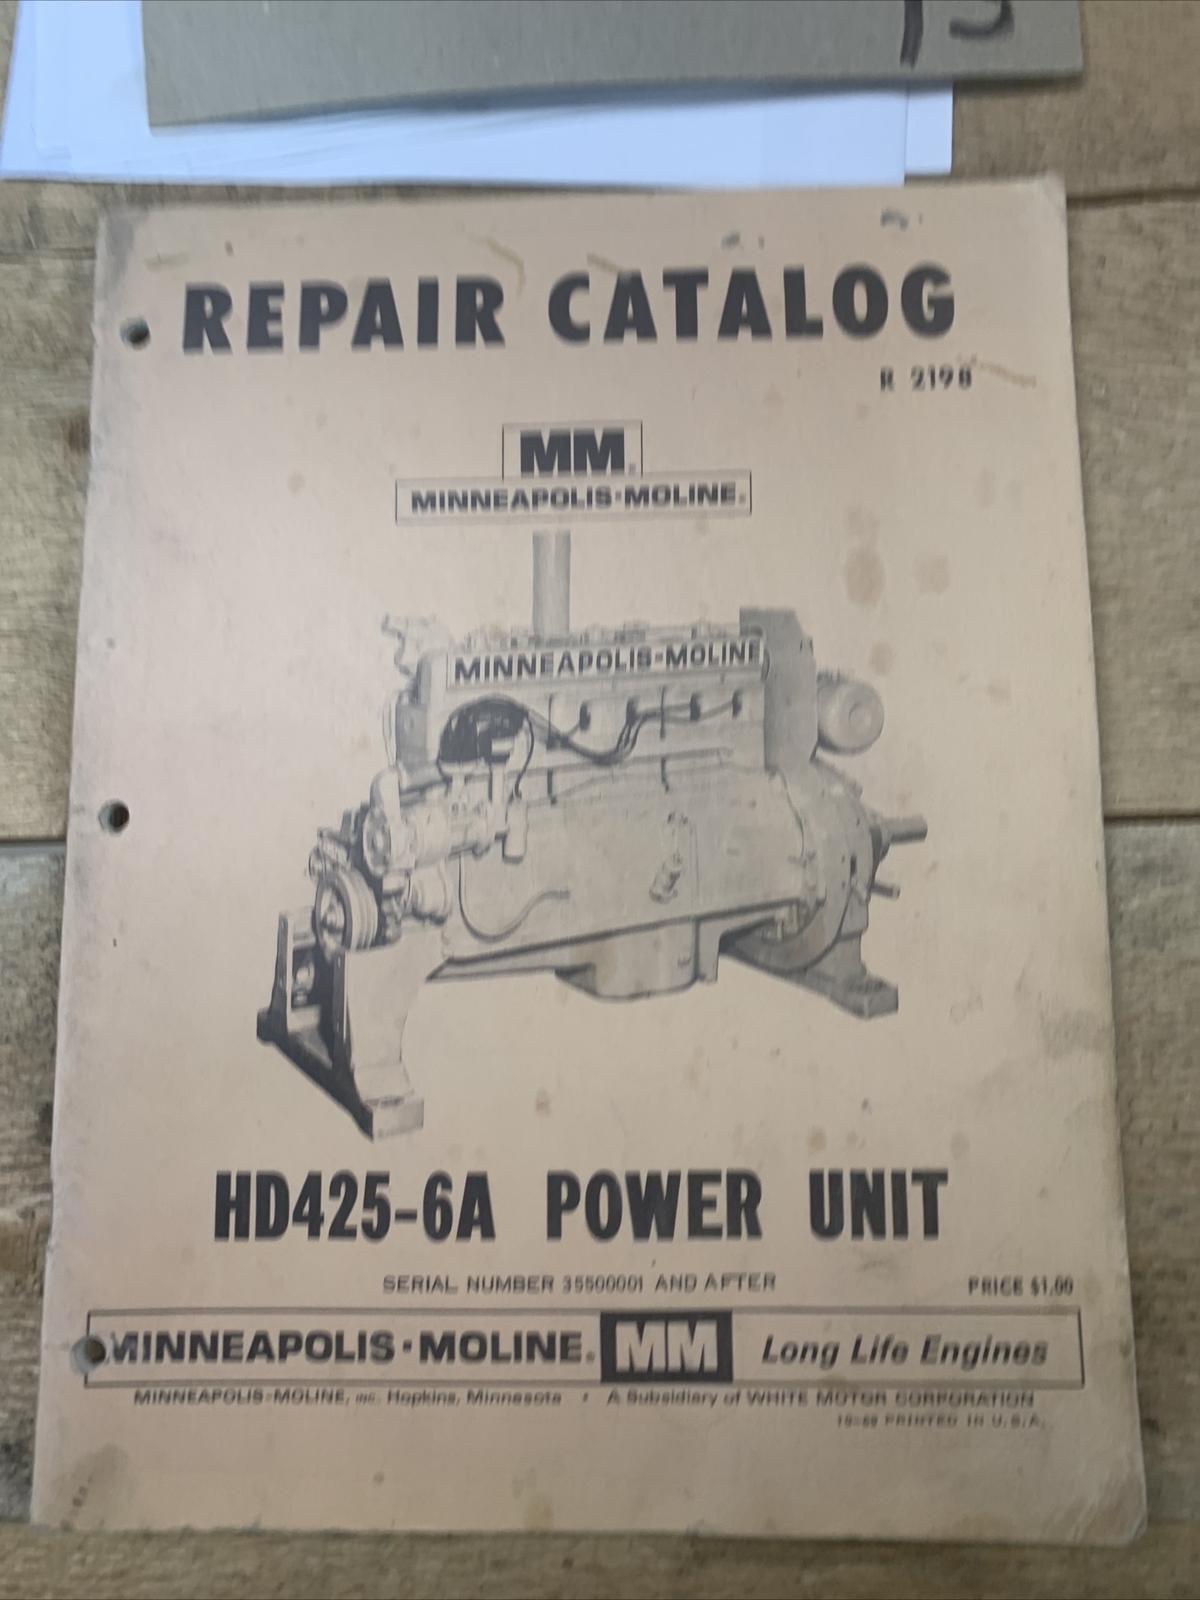 REPAIR CATALOG
R 2198
MM
MINNEAPOLIS-MOLINE
MINNEAPOLIS-MOLINE
HD425-6A POWER UNIT
SERIAL NUMBER 35500001 AND AFTER
PRICE $1.00
MINNEAPOLIS-MOLINE MM Long Life Engines
MINNEAPOLIS-MOLINE, INC. Hopkins, Minnesota • A Subsidiary of WHITE MOTOR CORPORATION
PRINTED IN U.S.A.